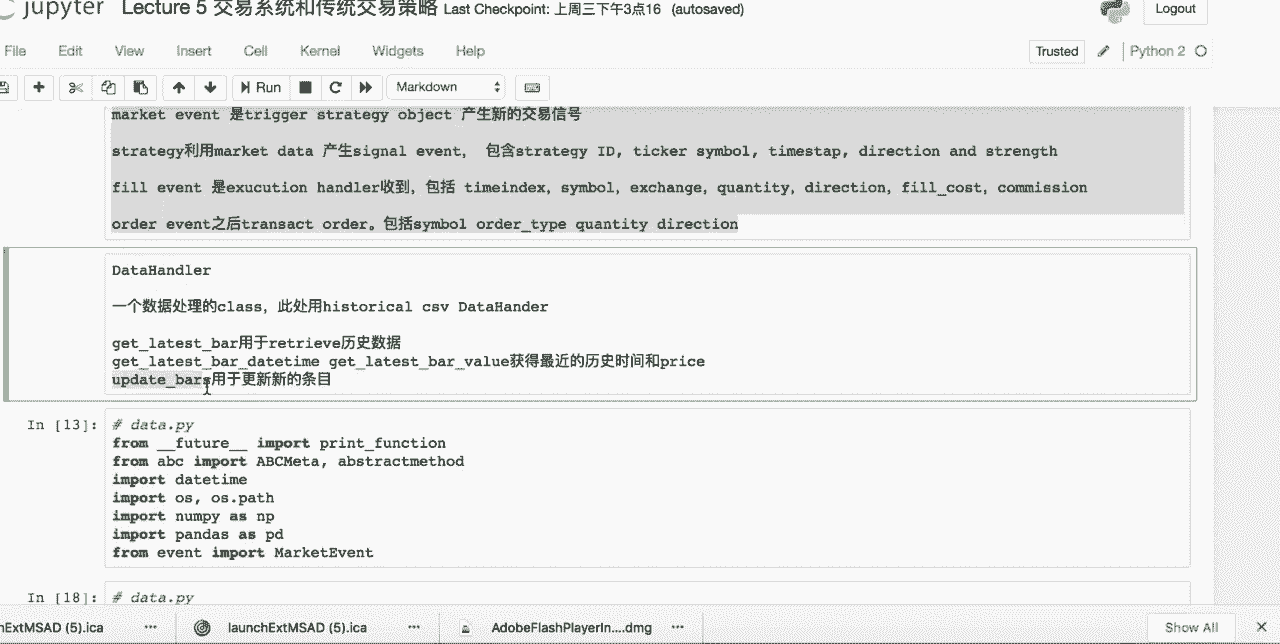 jupyter Lecture 5 交易系统和传统交易策略 Last Checkpoint: 上周三下午3点16 (autosaved)
Logout
File Edit View Insert Cell Kernel Widgets Help
Trusted
Python 2
Run
Markdown
market event 是trigger strategy object 产生新的交易信号
strategy利用market data 产生signal event, 包含strategy ID, ticker symbol, timestap, direction and strength
fill event 是exucution handler收到, 包括 timeindex, symbol, exchange, quantity, direction, fill_cost, commission
order event之后transact order。包括symbol order_type quantity direction
DataHandler
一个数据处理的class, 此处用historical csv DataHander
get_latest_bar用于retrieve历史数据
get_latest_bar_datetime get_latest_bar_value获得最近的历史时间和price
update_bars用于更新新的条目
In [13]:
# data.py
from __future__ import print_function
from abc import ABCMeta, abstractmethod
import datetime
import os, os.path
import numpy as np
import pandas as pd
from event import MarketEvent
In [18]:
# data.py
nExtMSAD (5).ica
launchExtMSAD (5).ica
AdobeFlashPlayerIn....dmg
Show All